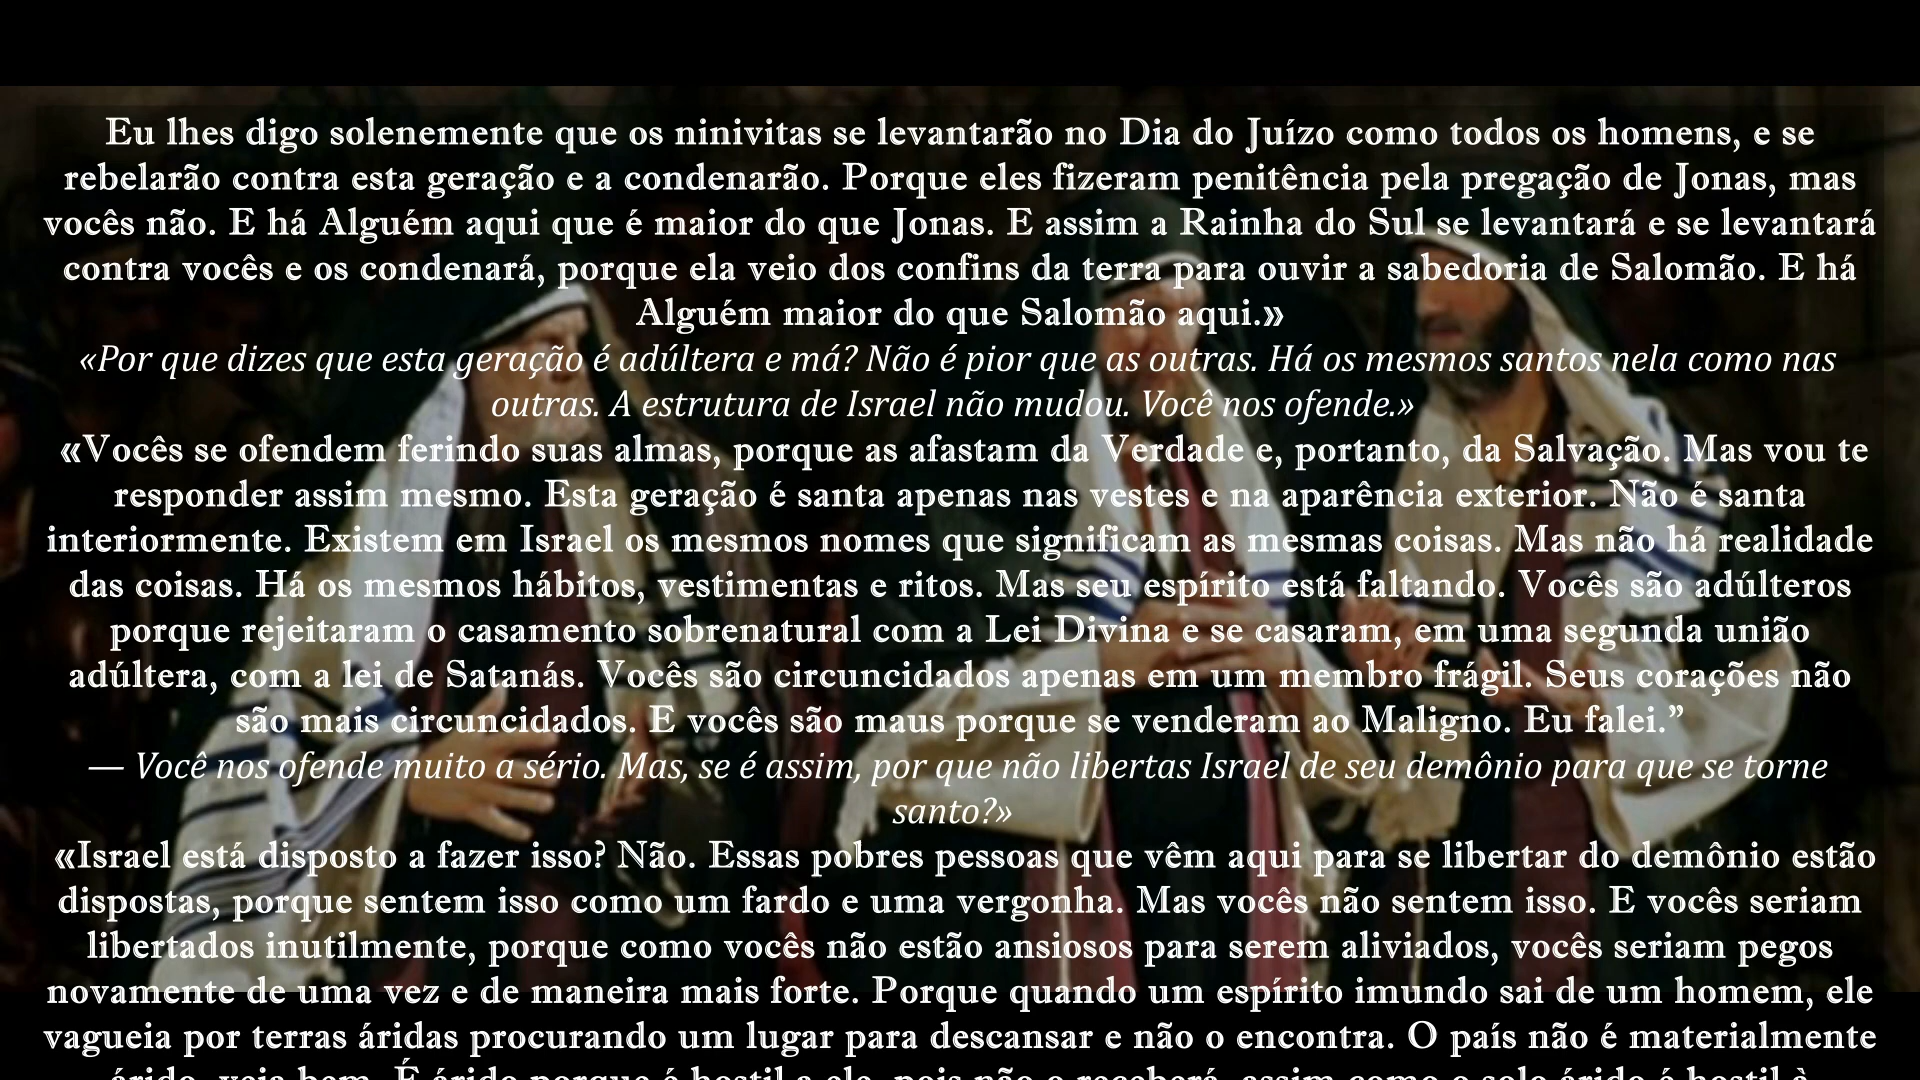 Eu lhes digo solenemente que os ninivitas se levantarão no Dia do Juízo como todos os homens, e se
rebelarão contra esta geração e a condenarão. Porque eles fizeram penitência pela pregação de Jonas, mas
vocês não. E há Alguém aqui que é maior do que Jonas. E assim a Rainha do Sul se levantará e se levantará
contra vocês e os condenará, porque ela veio dos confins da terra para ouvir a sabedoria de Salomão. E há
Alguém maior do que Salomão aqui.»
«Por que dizes que esta geração é adúltera e má? Não é pior que as outras. Há os mesmos santos nela como nas
outras. A estrutura de Israel não mudou. Você nos ofende.»
«Vocês se ofendem ferindo suas almas, porque as afastam da Verdade e, portanto, da Salvação. Mas vou te
responder assim mesmo. Esta geração é santa apenas nas vestes e na aparência exterior. Não é santa
interiormente. Existem em Israel os mesmos nomes que significam as mesmas coisas. Mas não há realidade
das coisas. Há os mesmos hábitos, vestimentas e ritos. Mas seu espírito está faltando. Vocês são adúlteros
porque rejeitaram o casamento sobrenatural com a Lei Divina e se casaram, em uma segunda união
adúltera, com a lei de Satanás. Vocês são circuncidados apenas em um membro frágil. Seus corações não
são mais circuncidados. E vocês são maus porque se venderam ao Maligno. Eu falei.”
— Você nos ofende muito a sério. Mas, se é assim, por que não libertas Israel de seu demônio para que se torne
santo?»
«Israel está disposto a fazer isso? Não. Essas pobres pessoas que vêm aqui para se libertar do demônio estão
dispostas, porque sentem isso como um fardo e uma vergonha. Mas vocês não sentem isso. E vocês seriam
libertados inutilmente, porque como vocês não estão ansiosos para serem aliviados, vocês seriam pegos
novamente de uma vez e de maneira mais forte. Porque quando um espírito imundo sai de um homem, ele
vagueia por terras áridas procurando um lugar para descansar e não o encontra. O país não é materialmente
árido, veja bem. É árido porque é hostil a ele, pois não o receberá, assim como o solo árido é hostil à